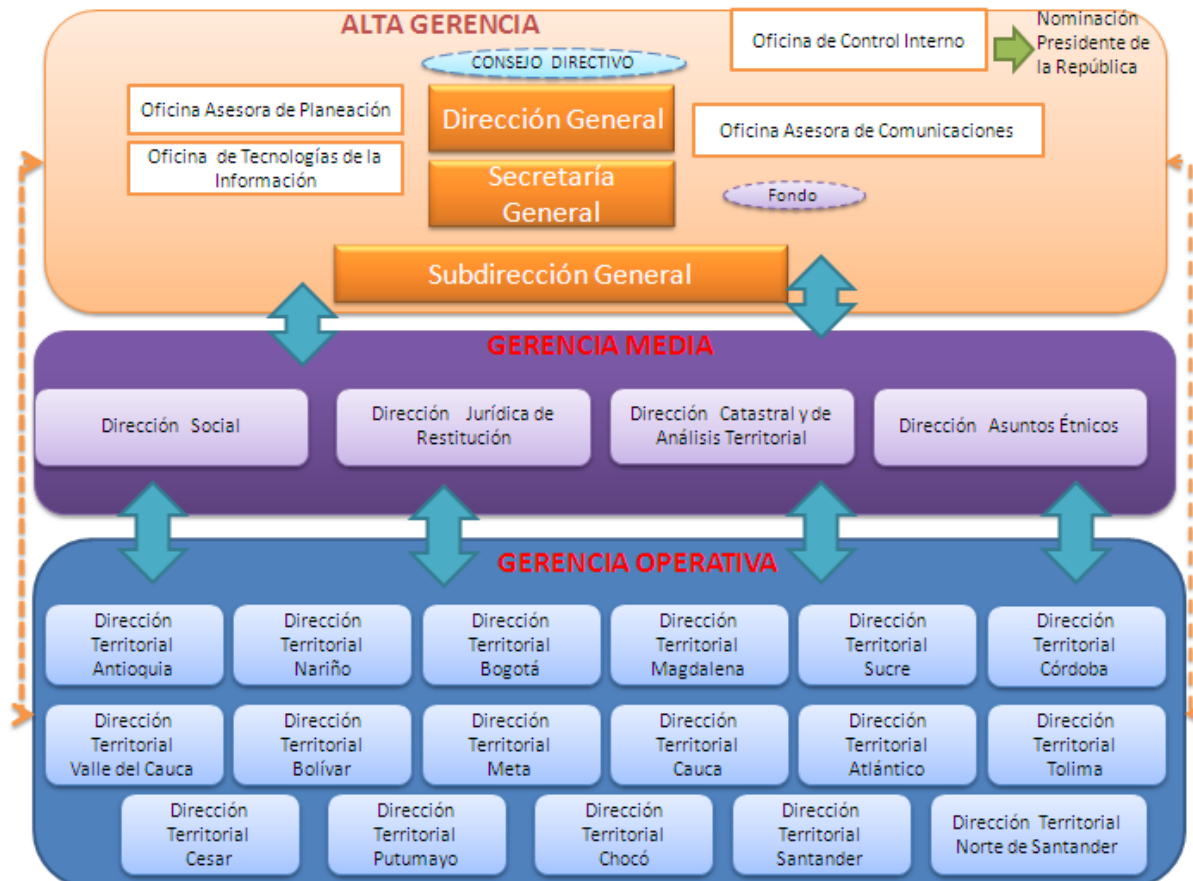 ALTA GERENCIA
Oficina de Control Interno
Nominación
Presidente de
la República
CONSEJO DIRECTIVO
Oficina Asesora de Planeación
Dirección General
Oficina Asesora de Comunicaciones
Oficina de Tecnologías de la
Información
Secretaría
General
Fondo
Subdirección General
GERENCIA MEDIA
Dirección Social
Dirección Jurídica de
Restitución
Dirección Catastral y de
Análisis Territorial
Dirección Asuntos Étnicos
GERENCIA OPERATIVA
Dirección
Territorial
Antioquia
Dirección
Territorial
Nariño
Dirección
Territorial
Bogotá
Dirección
Territorial
Magdalena
Dirección
Territorial
Sucre
Dirección
Territorial
Córdoba
Dirección
Territorial
Valle del Cauca
Dirección
Territorial
Bolívar
Dirección
Territorial
Meta
Dirección
Territorial
Cauca
Dirección
Territorial
Atlántico
Dirección
Territorial
Tolima
Dirección
Territorial
Cesar
Dirección
Territorial
Putumayo
Dirección
Territorial
Chocó
Dirección
Territorial
Santander
Dirección Territorial
Norte de Santander